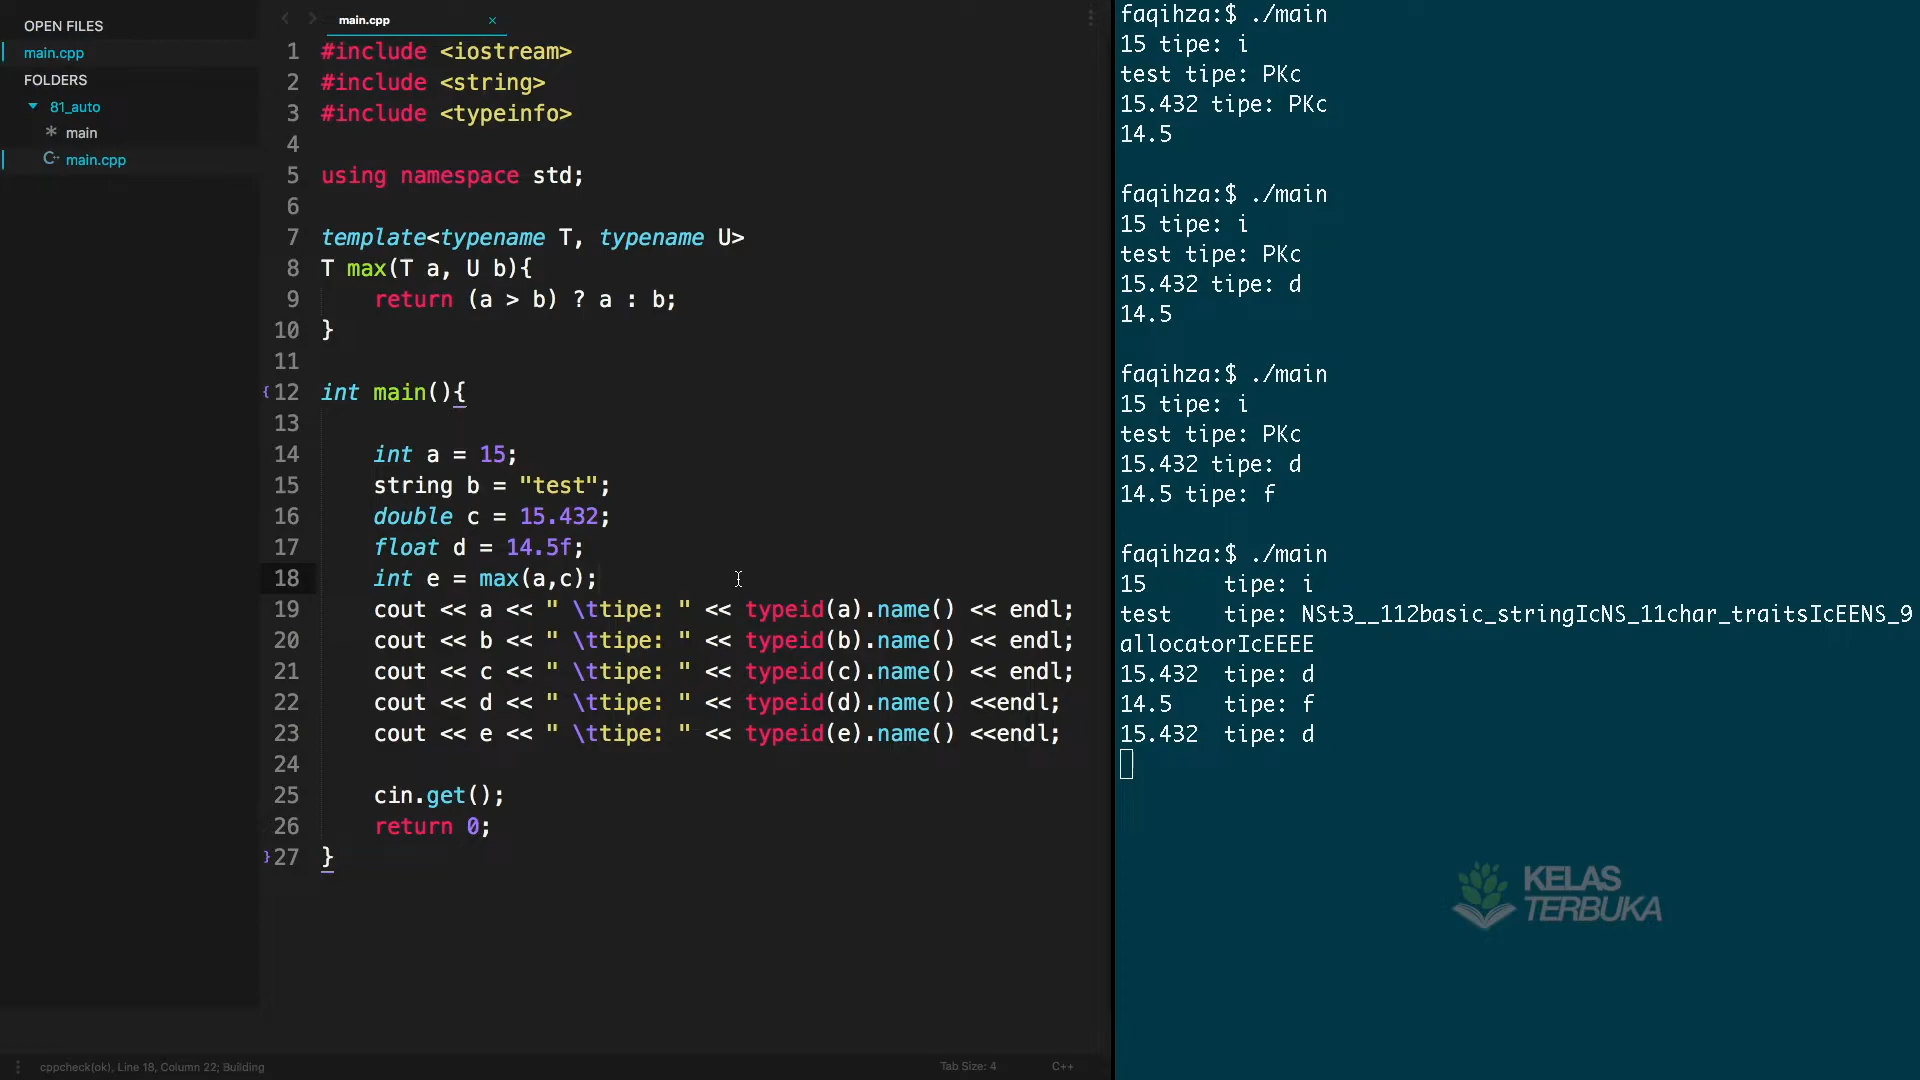 OPEN FILES
main.cpp
FOLDERS
81_auto
main
main.cpp
main.cpp ×
1 #include <iostream>
2 #include <string>
3 #include <typeinfo>
4
5 using namespace std;
6
7 template<typename T, typename U>
8 T max(T a, U b){
9 return (a > b) ? a : b;
10 }
11
12 int main(){
13
14 int a = 15;
15 string b = "test";
16 double c = 15.432;
17 float d = 14.5f;
18 int e = max(a,c);
19 cout << a << " \ttipe: " << typeid(a).name() << endl;
20 cout << b << " \ttipe: " << typeid(b).name() << endl;
21 cout << c << " \ttipe: " << typeid(c).name() << endl;
22 cout << d << " \ttipe: " << typeid(d).name() <<endl;
23 cout << e << " \ttipe: " << typeid(e).name() <<endl;
24
25 cin.get();
26 return 0;
27 }
cppcheck(ok), Line 18, Column 22; Building
Tab Size: 4
C++
faqihza:$ ./main
15 tipe: i
test tipe: PKc
15.432 tipe: PKc
14.5
faqihza:$ ./main
15 tipe: i
test tipe: PKc
15.432 tipe: d
14.5
faqihza:$ ./main
15 tipe: i
test tipe: PKc
15.432 tipe: d
14.5 tipe: f
faqihza:$ ./main
15 tipe: i
test tipe: NSt3__112basic_stringIcNS_11char_traitsIcEENS_9
allocatorIcEEEE
15.432 tipe: d
14.5 tipe: f
15.432 tipe: d
KELAS
TERBUKA